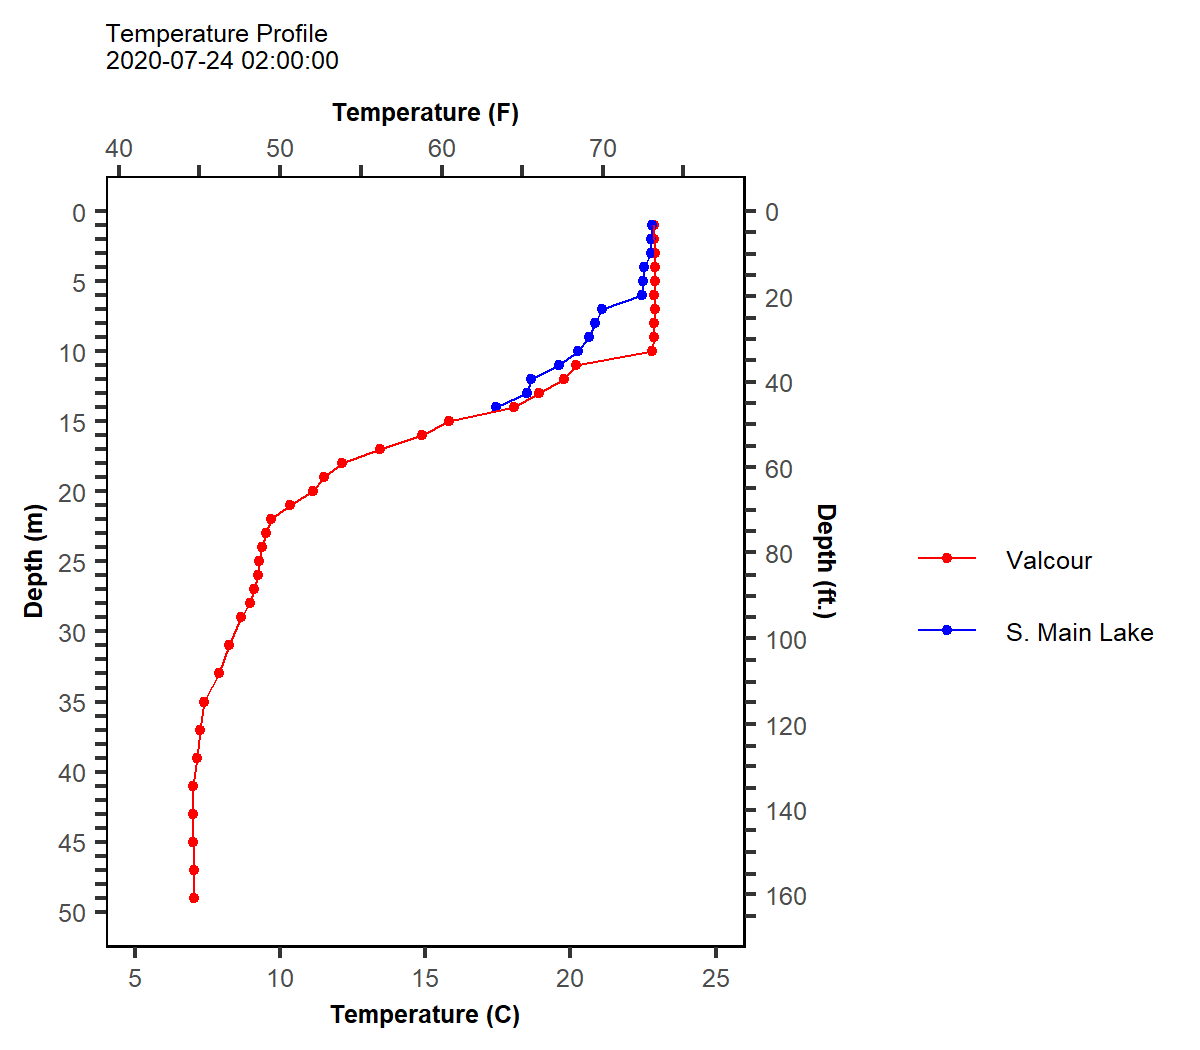 Temperature Profile
2020-07-24 02:00:00
Temperature (F)
40 50 60 70
0
5
10
15
20
25
30
35
40
45
50
Depth (m)
0
20
40
60
80
100
120
140
160
Depth (ft.)
5 10 15 20 25
Temperature (C)
Valcour
S. Main Lake